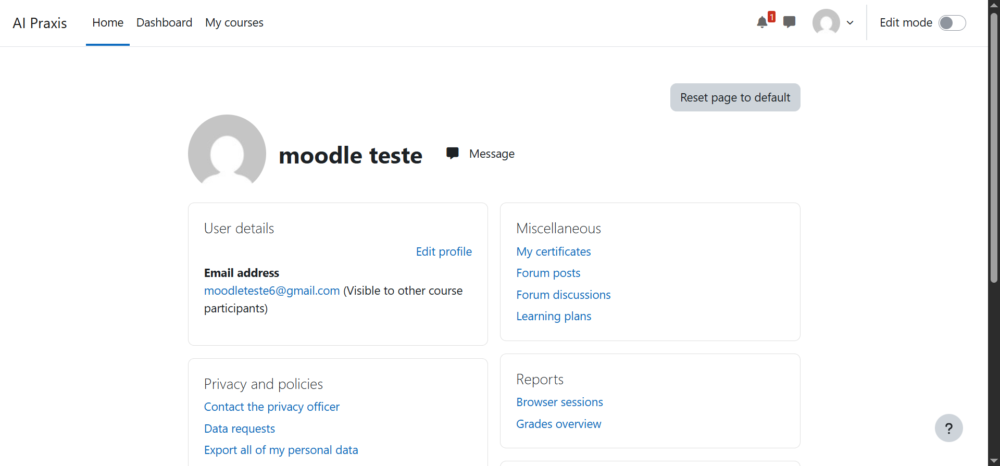 AI Praxis
Home
Dashboard
My courses
1
Edit mode
Reset page to default
moodle teste
Message
User details
Edit profile
Email address
moodleteste6@gmail.com (Visible to other course
participants)
Privacy and policies
Contact the privacy officer
Data requests
Export all of my personal data
Miscellaneous
My certificates
Forum posts
Forum discussions
Learning plans
Reports
Browser sessions
Grades overview
?